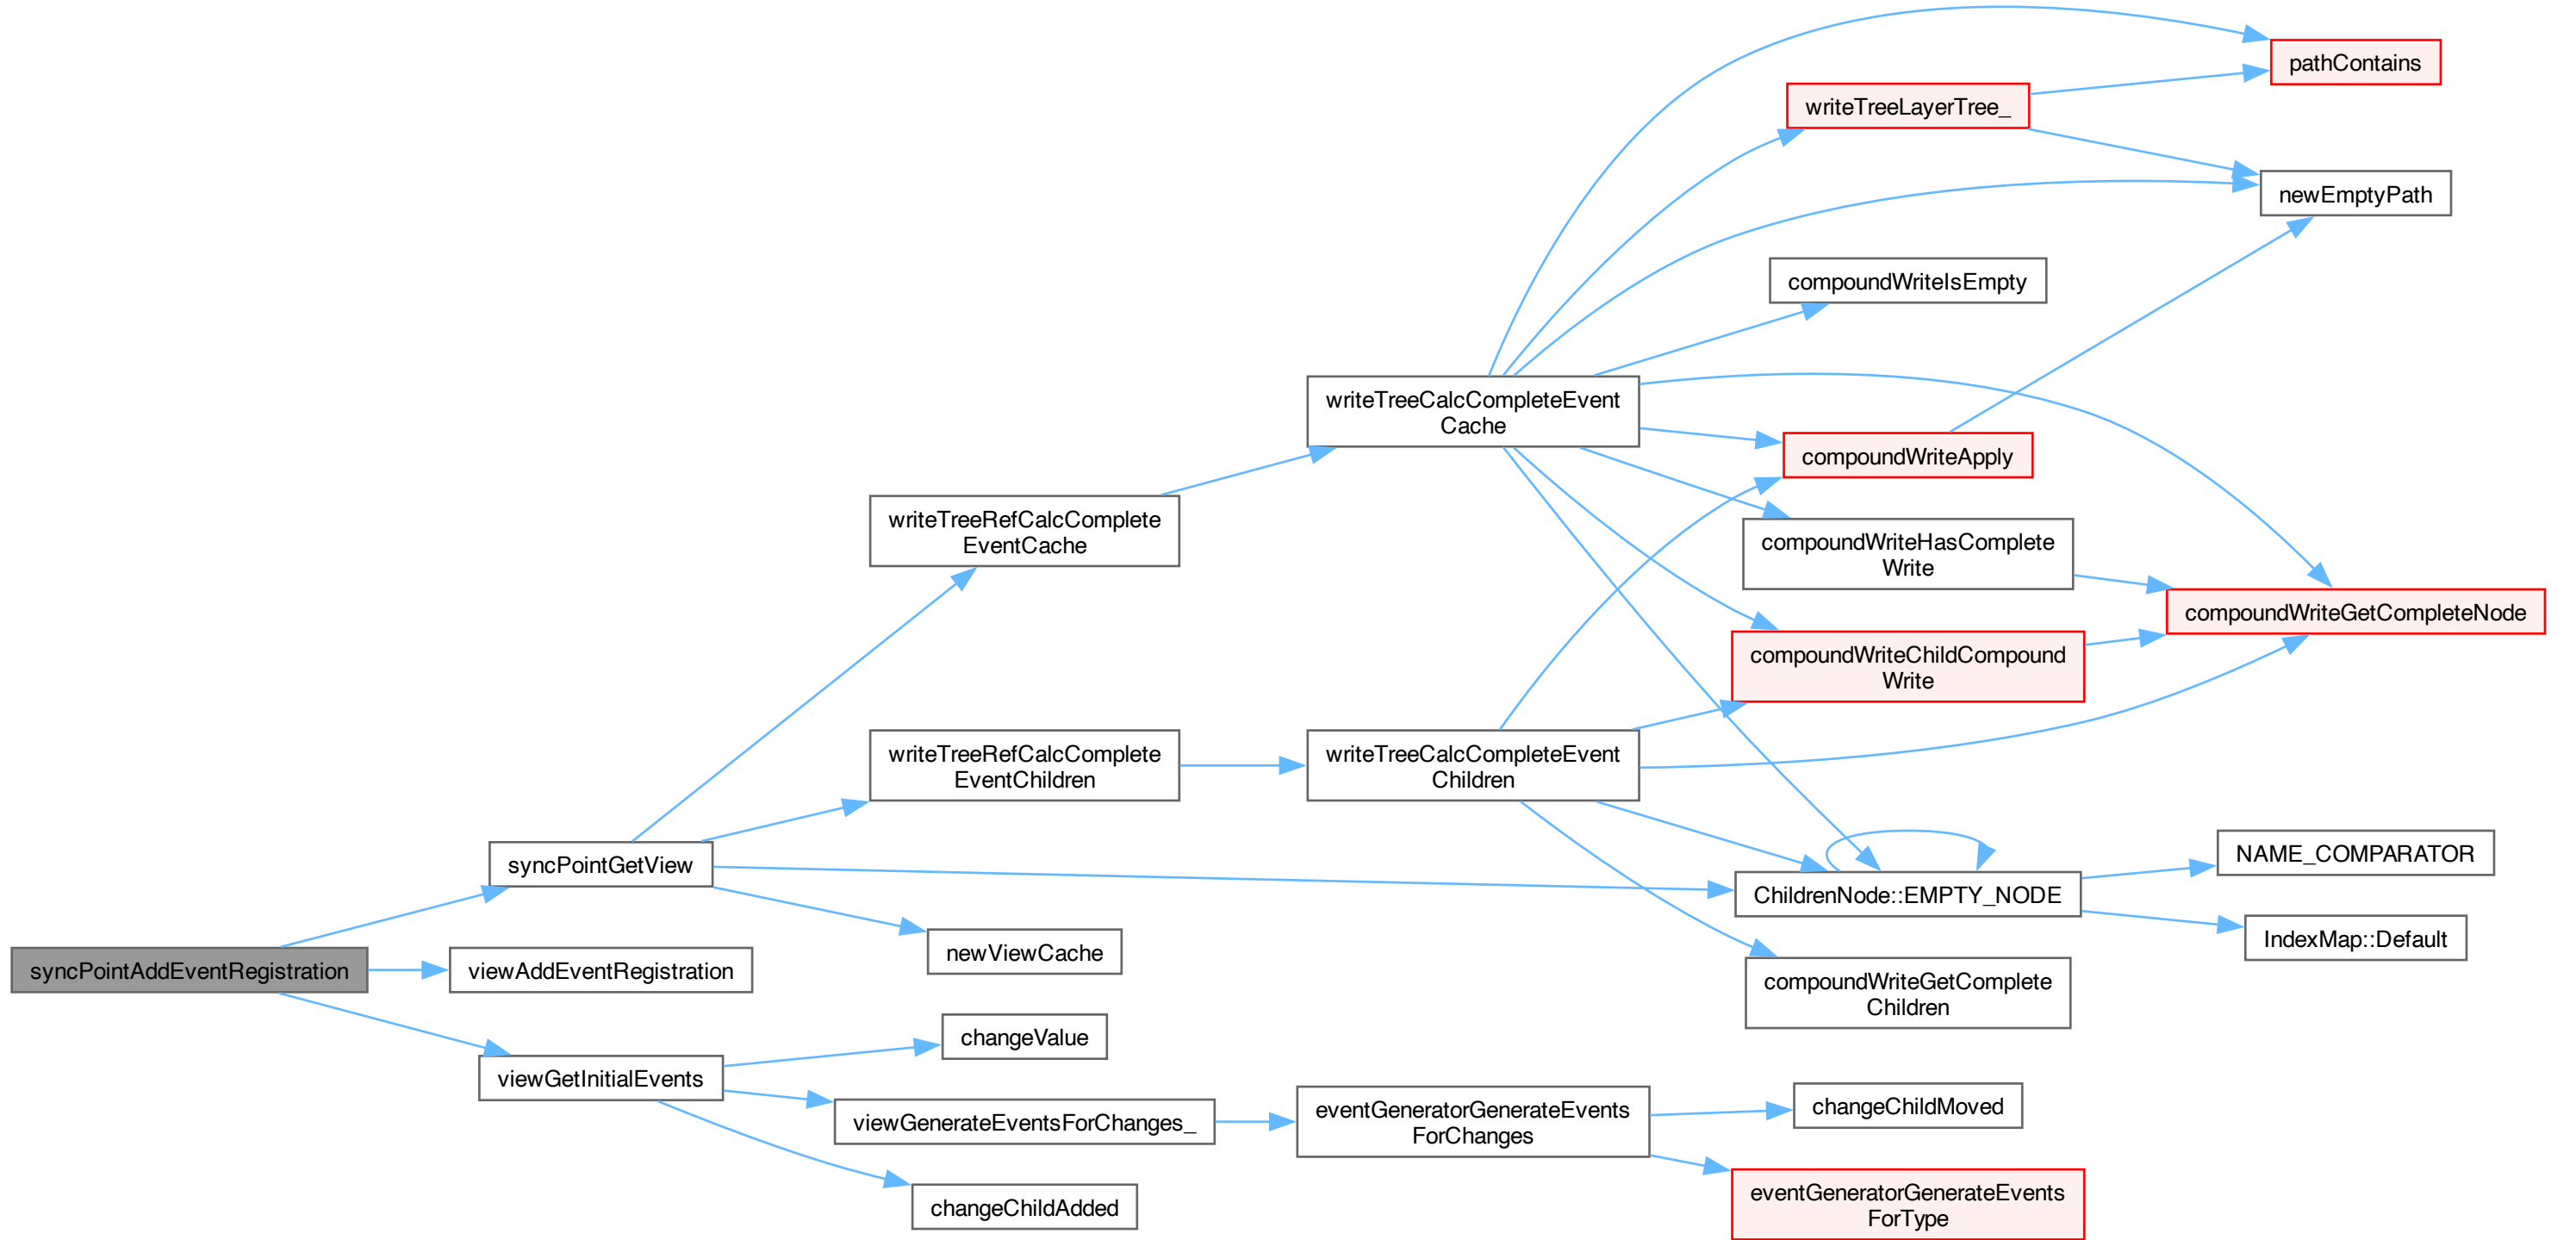 pathContains
writeTreeLayerTree_
newEmptyPath
compoundWriteIsEmpty
writeTreeCalcCompleteEvent
Cache
compoundWriteApply
writeTreeRefCalcComplete
EventCache
compoundWriteHasComplete
Write
compoundWriteGetCompleteNode
compoundWriteChildCompound
Write
writeTreeRefCalcComplete
EventChildren
writeTreeCalcCompleteEvent
Children
syncPointGetView
NAME_COMPARATOR
ChildrenNode::EMPTY_NODE
newViewCache
IndexMap::Default
syncPointAddEventRegistration
viewAddEventRegistration
compoundWriteGetComplete
Children
changeValue
viewGetInitialEvents
viewGenerateEventsForChanges_
eventGeneratorGenerateEvents
ForChanges
changeChildMoved
changeChildAdded
eventGeneratorGenerateEvents
ForType